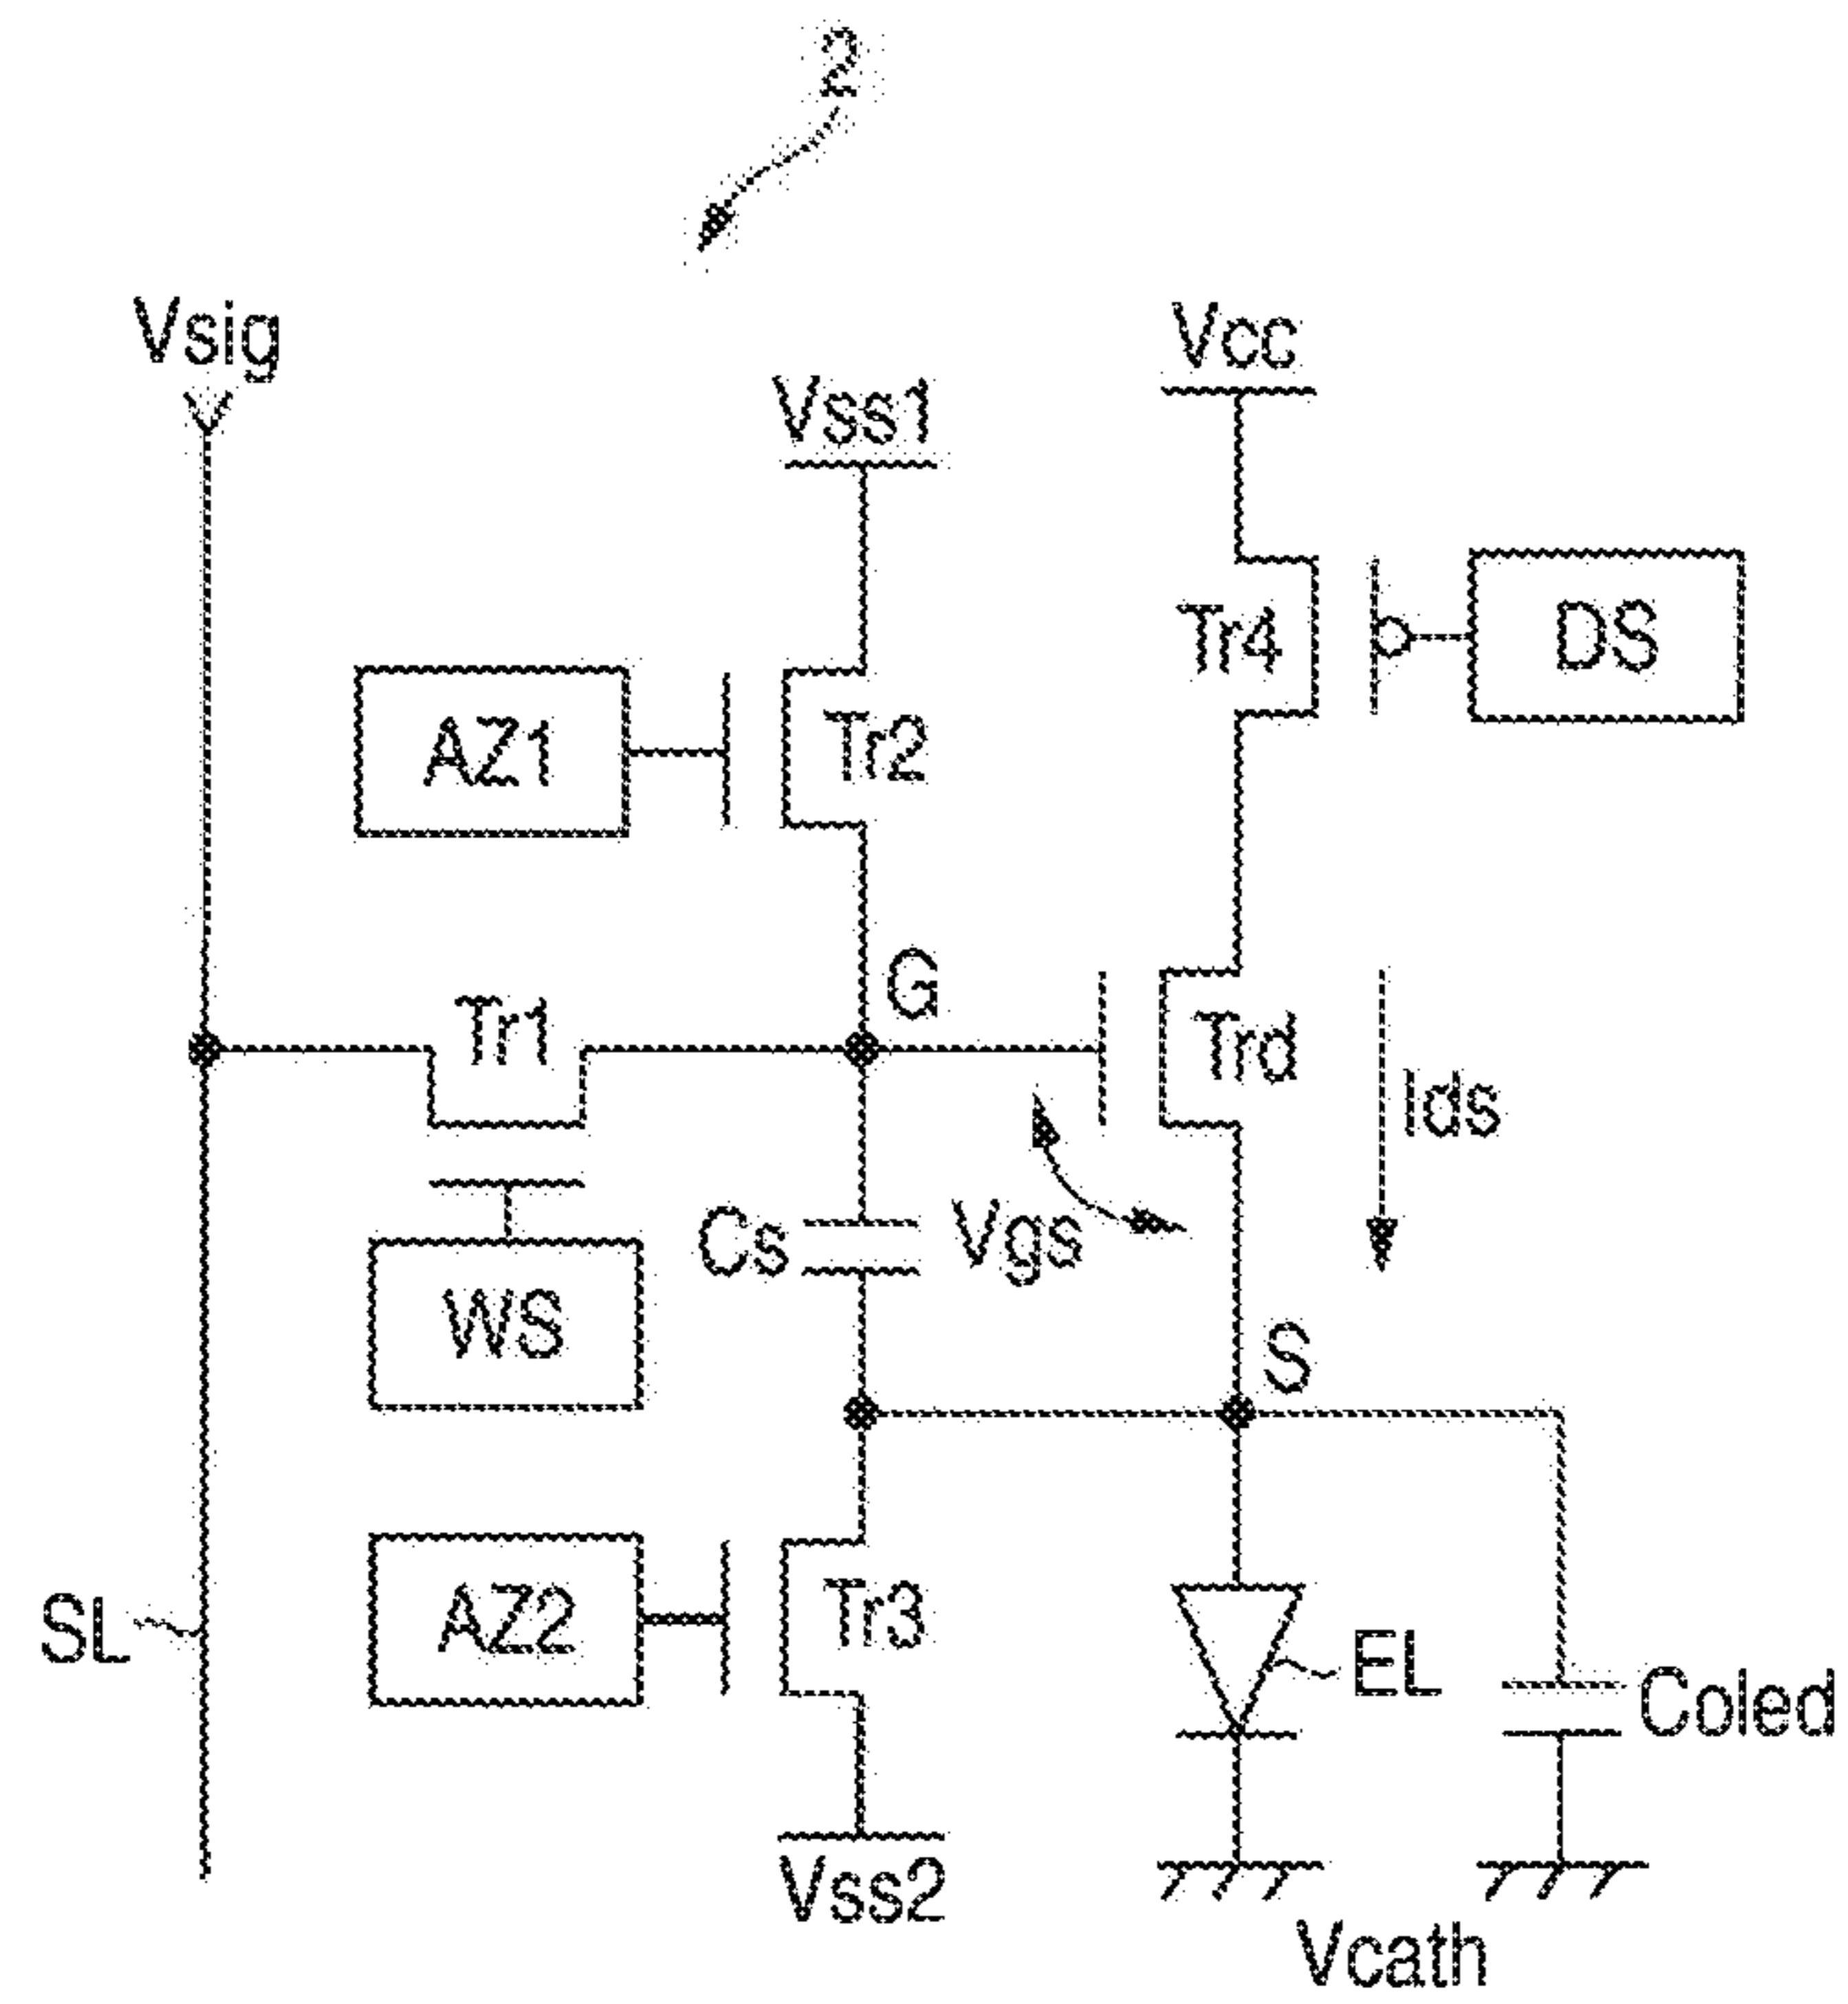 2
Vsig
Vcc
Vss1
Tr4
DS
AZ1
Tr2
G
Tr1
Trd
Ids
Cs
Vgs
WS
S
AZ2
Tr3
SL
EL
Coled
Vss2
Vcath